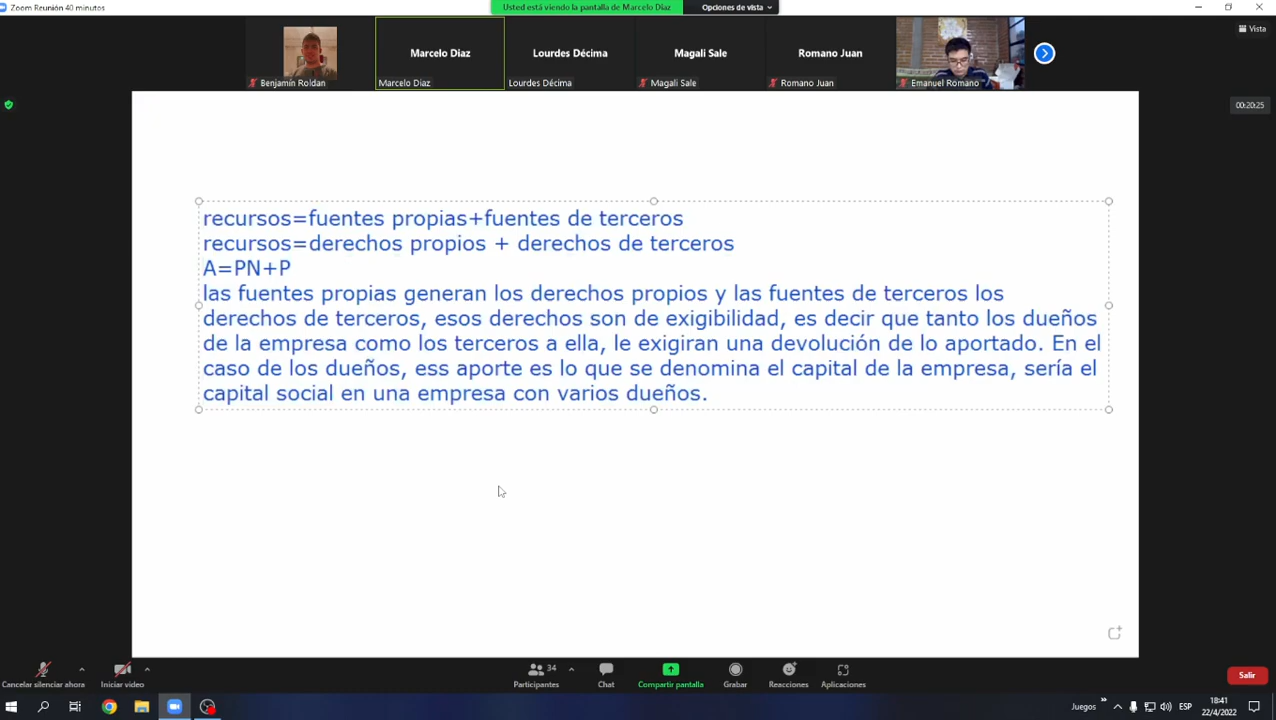 Zoom Reunión 40 minutos
Usted está viendo la pantalla de Marcelo Diaz
Opciones de vista
Vista
Marcelo Diaz
Lourdes Décima
Magali Sale
Romano Juan
Benjamín Roldan
Marcelo Diaz
Lourdes Décima
Magali Sale
Romano Juan
Emanuel Romano
00:20:25
recursos=fuentes propias+fuentes de terceros
recursos=derechos propios + derechos de terceros
A=PN+P
las fuentes propias generan los derechos propios y las fuentes de terceros los
derechos de terceros, esos derechos son de exigibilidad, es decir que tanto los dueños
de la empresa como los terceros a ella, le exigiran una devolución de lo aportado. En el
caso de los dueños, ess aporte es lo que se denomina el capital de la empresa, sería el
capital social en una empresa con varios dueños.
Cancelar silenciar ahora
Iniciar video
34
Participantes
Chat
Compartir pantalla
Grabar
Reacciones
Aplicaciones
Salir
Juegos
ESP
18:41
22/4/2022